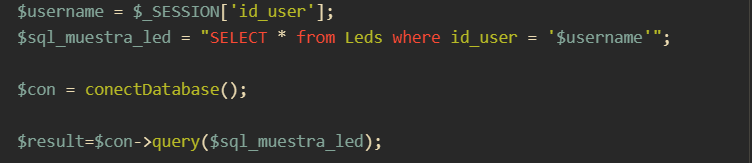 $username = $_SESSION['id_user'];
$sql_muestra_led = "SELECT * from Leds where id_user = '$username'";
$con = conectDatabase();
$result=$con->query($sql_muestra_led);